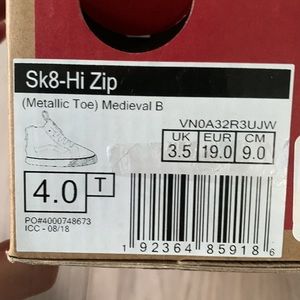 Sk8-Hi Zip
(Metallic Toe) Medieval B
VN0A32R3UJW
UK EUR CM
3.5 19.0 9.0
4.0 T
PO#4000748673
ICC - 08/18
1 92364 85918 6